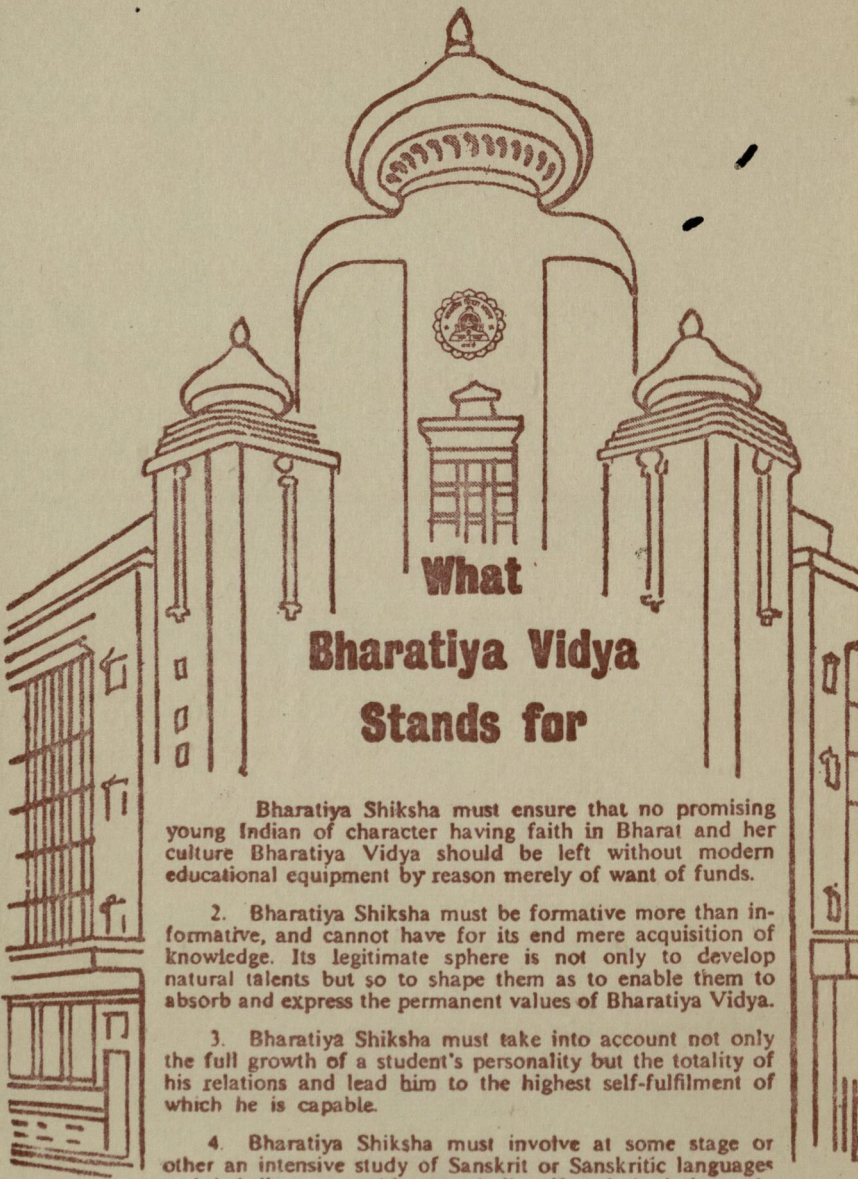 What
Bharatiya Vidya
Stands for
Bharatiya Shiksha must ensure that no promising
young Indian of character having faith in Bharat and her
culture Bharatiya Vidya should be left without modern
educational equipment by reason merely of want of funds.
2. Bharatiya Shiksha must be formative more than in-
formative, and cannot have for its end mere acquisition of
knowledge. Its legitimate sphere is not only to develop
natural talents but so to shape them as to enable them to
absorb and express the permanent values of Bharatiya Vidya.
3. Bharatiya Shiksha must take into account not only
the full growth of a student's personality but the totality of
his relations and lead him to the highest self-fulfilment of
which he is capable.
4. Bharatiya Shiksha must involve at some stage or
other an intensive study of Sanskrit or Sanskritic languages